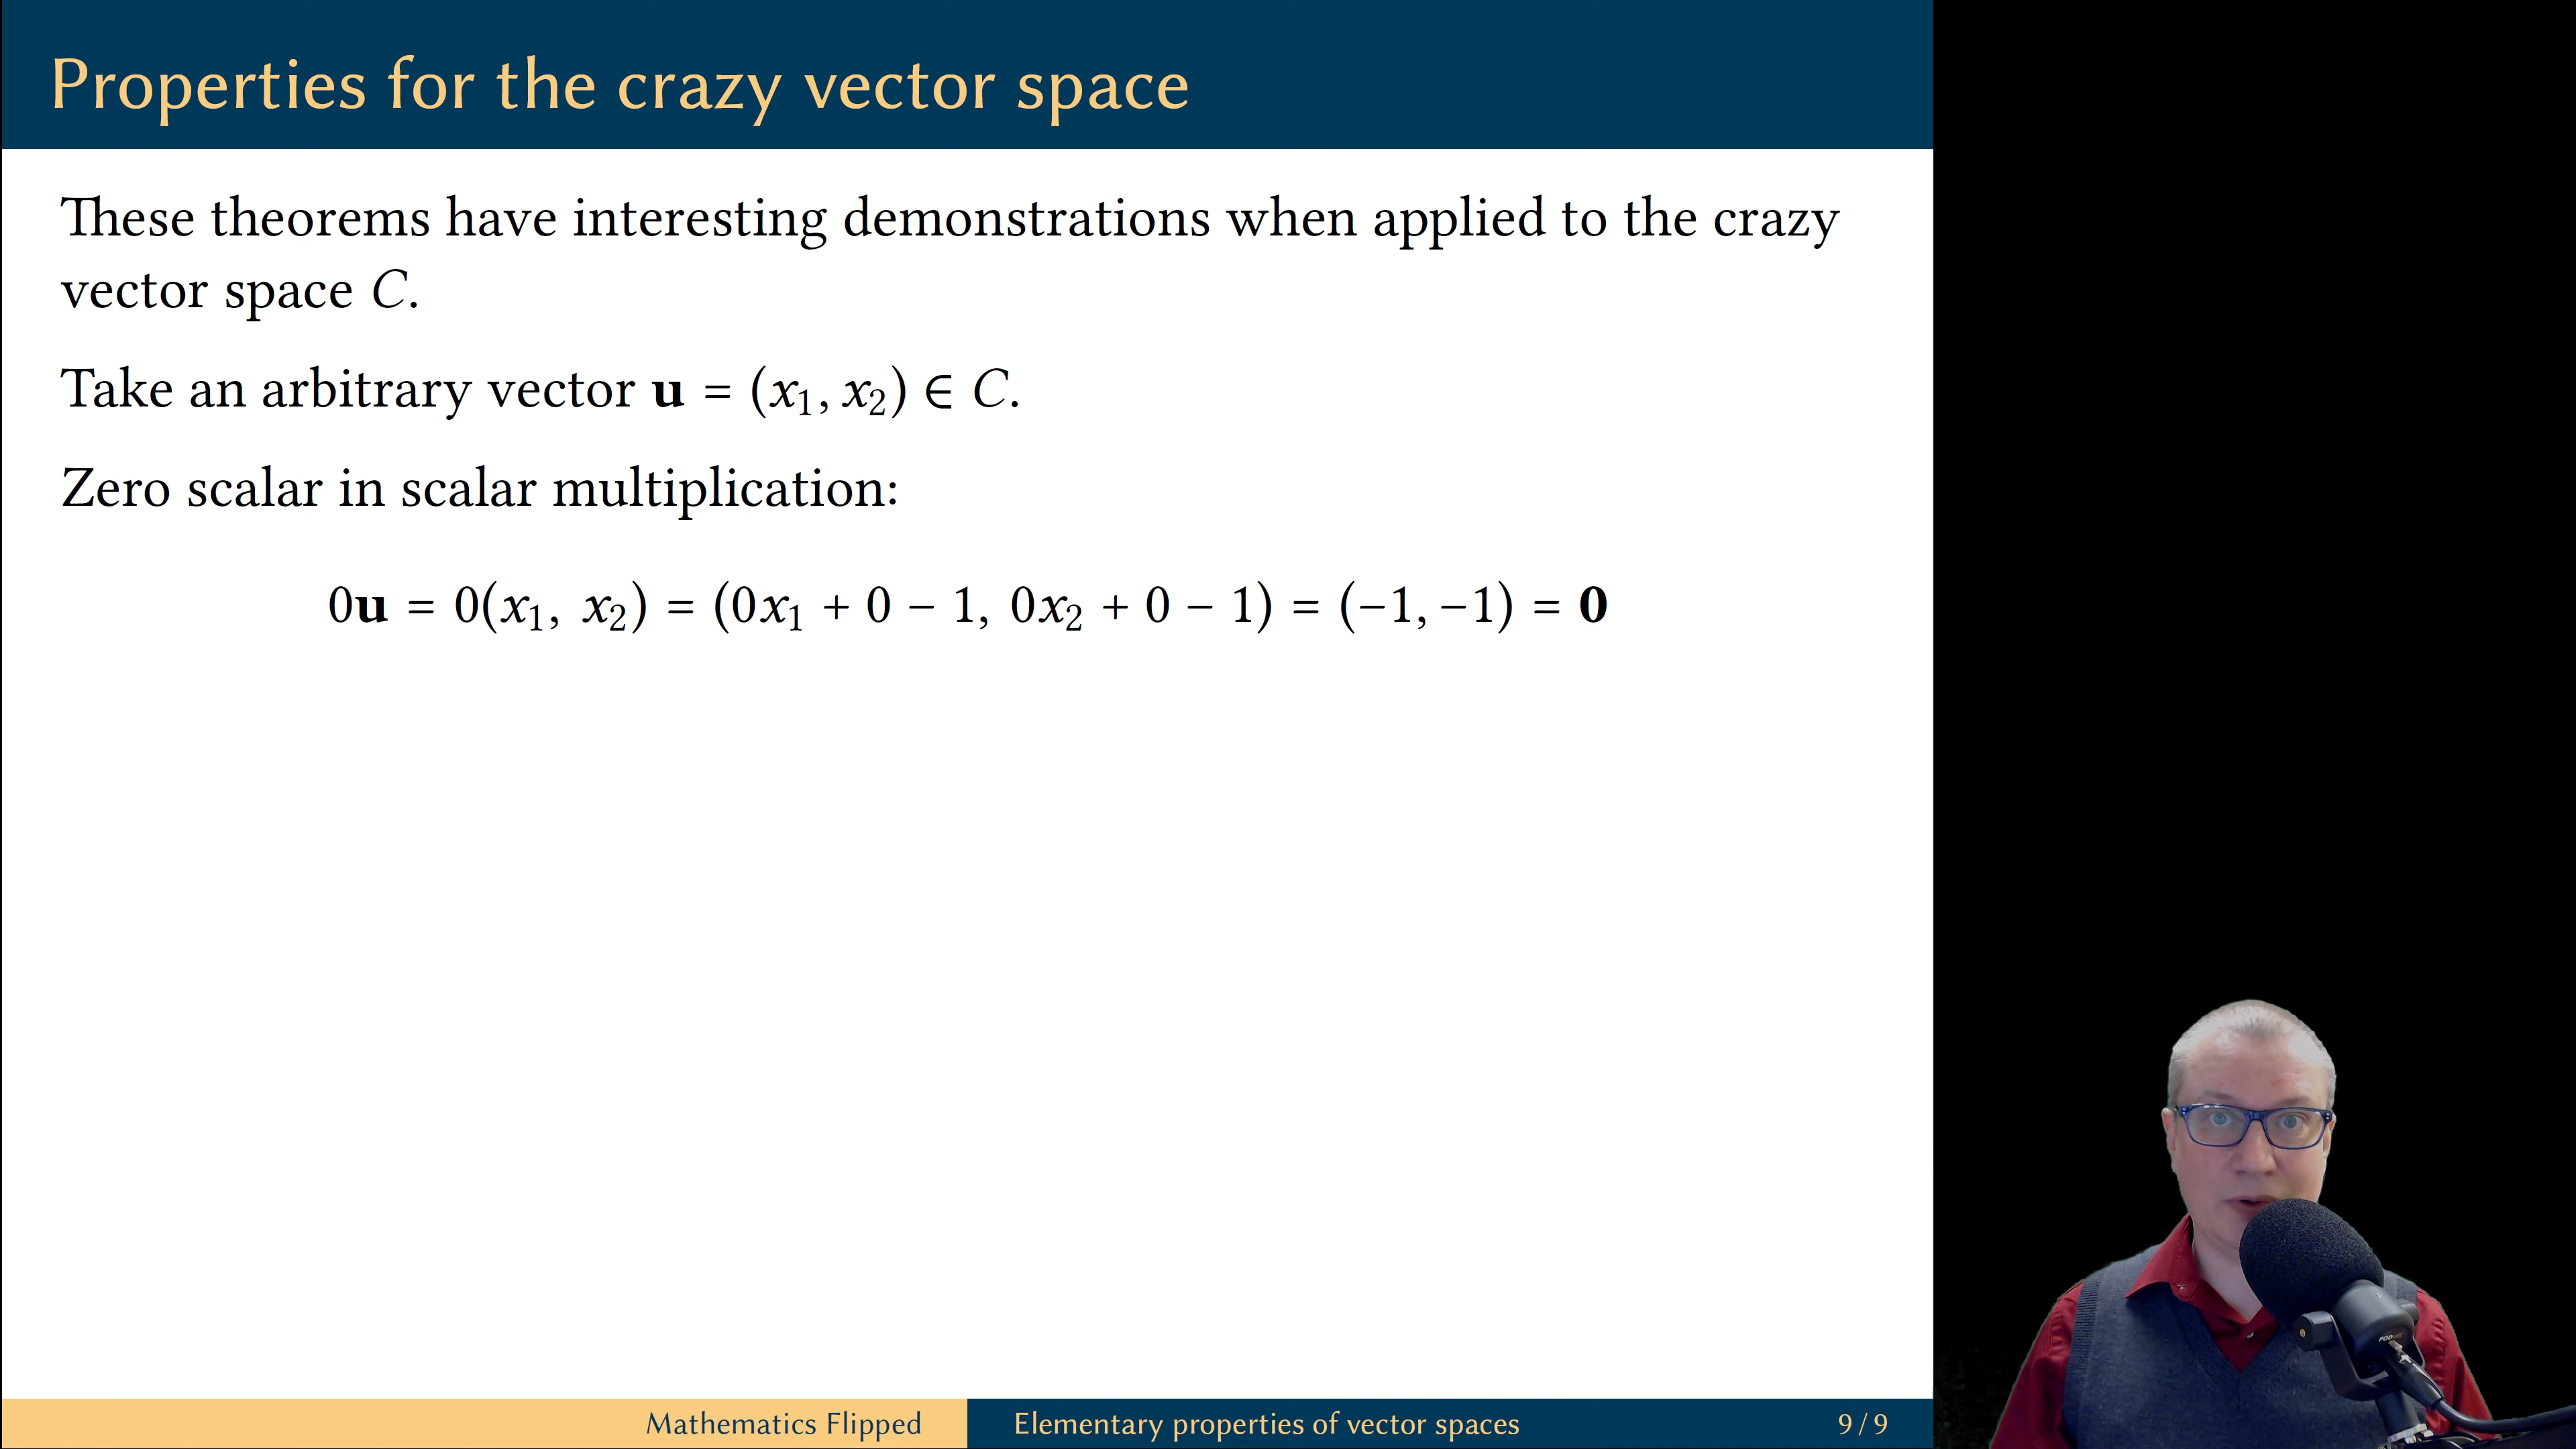 Properties for the crazy vector space
These theorems have interesting demonstrations when applied to the crazy
vector space C.
Take an arbitrary vector u = (x₁, x₂) ∈ C.
Zero scalar in scalar multiplication:
0u = 0(x₁, x₂) = (0x₁ + 0 − 1, 0x₂ + 0 − 1) = (−1, −1) = 0
Mathematics Flipped
Elementary properties of vector spaces
9 / 9